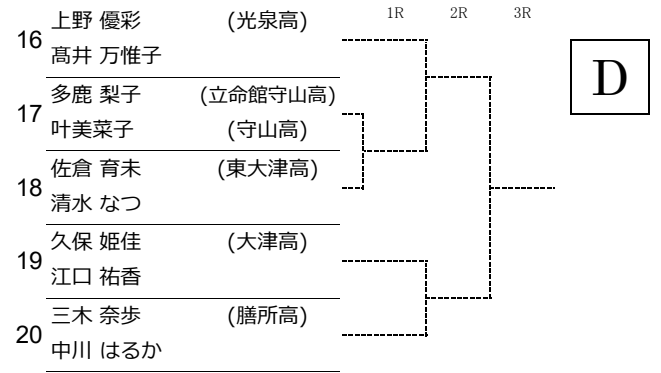 1R 2R 3R
D
16 上野 優彩 (光泉高)
髙井 万惟子
17 多鹿 梨子 (立命館守山高)
叶美菜子 (守山高)
18 佐倉 育未 (東大津高)
清水 なつ
19 久保 姫佳 (大津高)
江口 祐香
20 三木 奈歩 (膳所高)
中川 はるか